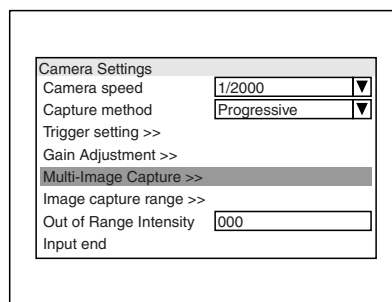 Camera Settings
Camera speed 1/2000
Capture method Progressive
Trigger setting >>
Gain Adjustment >>
Multi-Image Capture >>
Image capture range >>
Out of Range Intensity 000
Input end